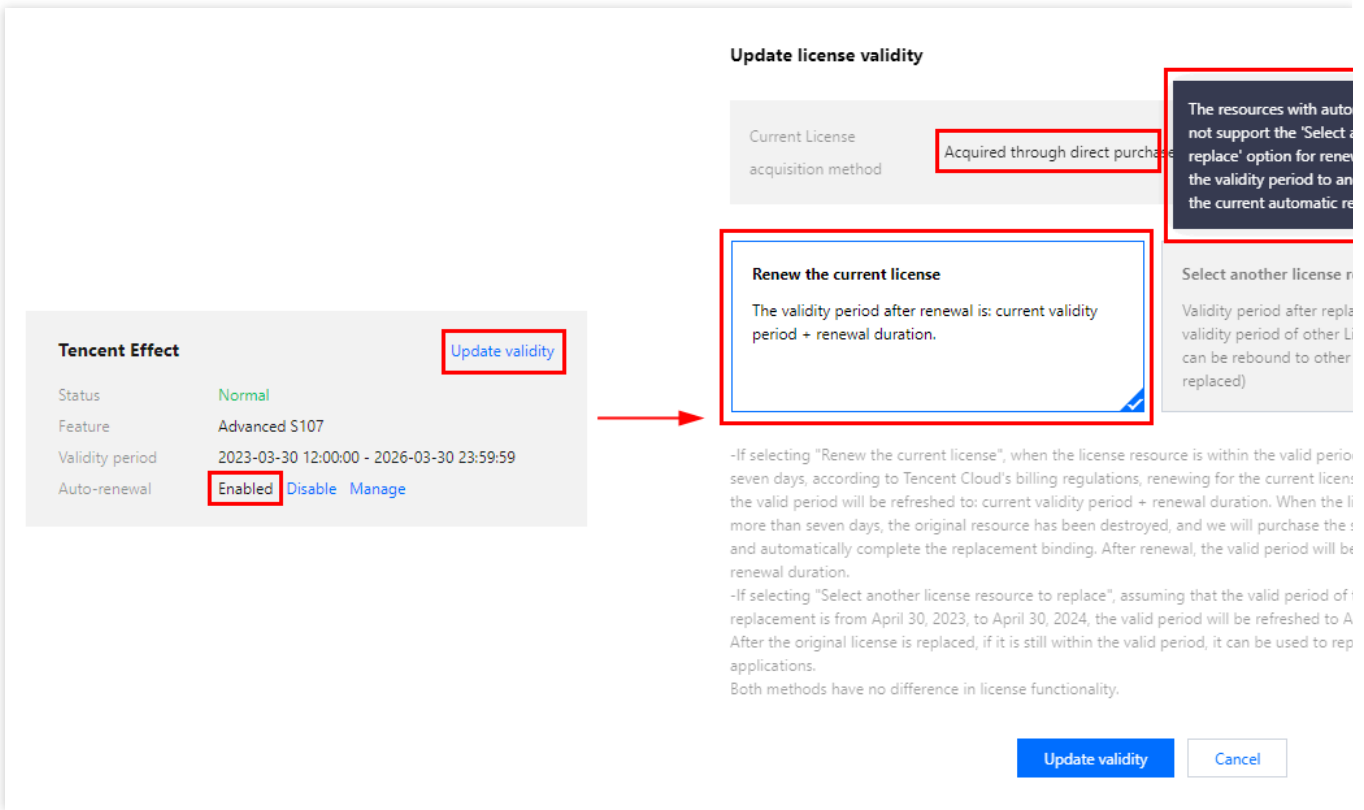 Update license validity
Current License
acquisition method
Acquired through direct purchase
The resources with
not support the 'Select
replace' option for
the validity period to
the current automatic
Renew the current license
The validity period after renewal is: current validity
period + renewal duration.
Select another license
Validity period after
validity period of other
can be rebound to other
replaced)
Tencent Effect
Update validity
Status
Normal
Feature
Advanced S107
Validity period
2023-03-30 12:00:00 - 2026-03-30 23:59:59
Auto-renewal
Enabled Disable Manage
-If selecting "Renew the current license", when the license resource is within the valid
seven days, according to Tencent Cloud's billing regulations, renewing for the current
the valid period will be refreshed to: current validity period + renewal duration. When the
more than seven days, the original resource has been destroyed, and we will purchase the
and automatically complete the replacement binding. After renewal, the valid period will be
renewal duration.
-If selecting "Select another license resource to replace", assuming that the valid period of
replacement is from April 30, 2023, to April 30, 2024, the valid period will be refreshed to
After the original license is replaced, if it is still within the valid period, it can be used to
applications.
Both methods have no difference in license functionality.
Update validity
Cancel